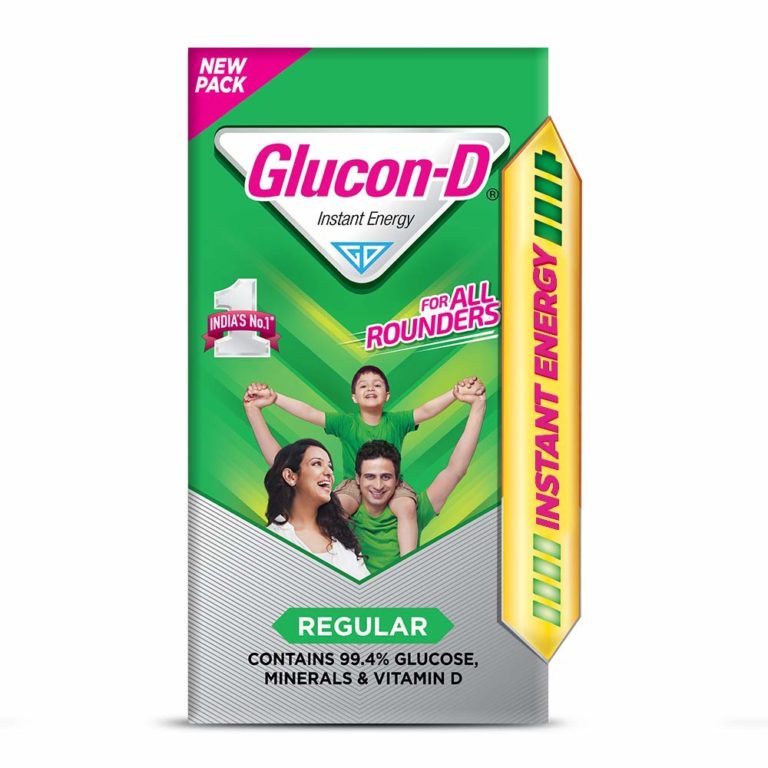 NEW
PACK
Glucon-D®
Instant Energy
GD
INDIA'S No.1*
1
FOR ALL
ROUNDERS
INSTANT ENERGY
REGULAR
CONTAINS 99.4% GLUCOSE,
MINERALS & VITAMIN D